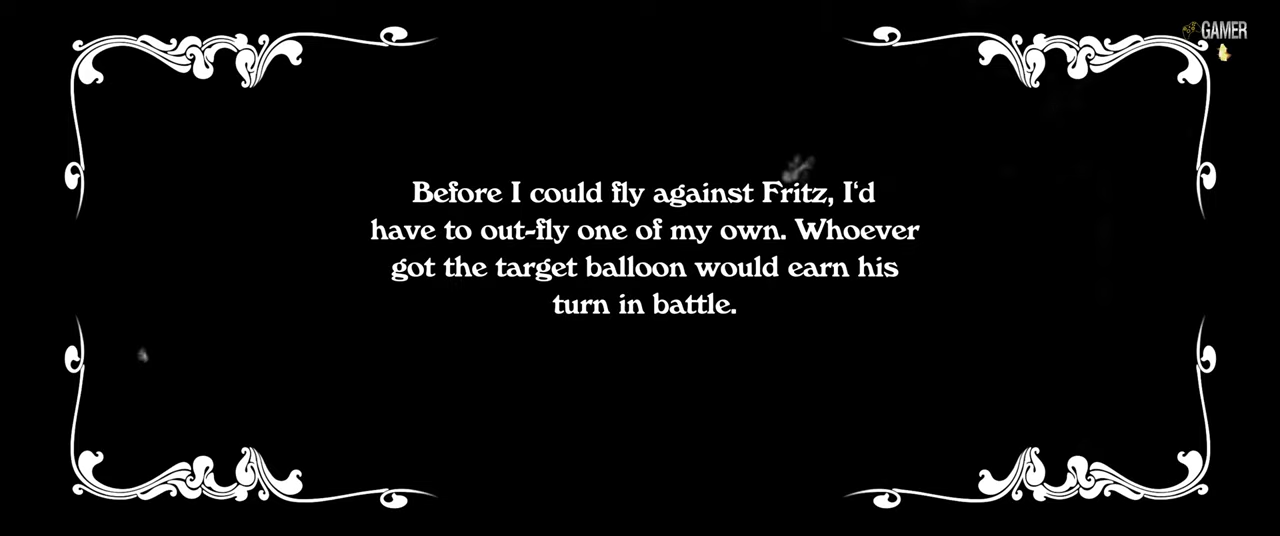 GAMER
Before I could fly against Fritz, I'd
have to out-fly one of my own. Whoever
got the target balloon would earn his
turn in battle.